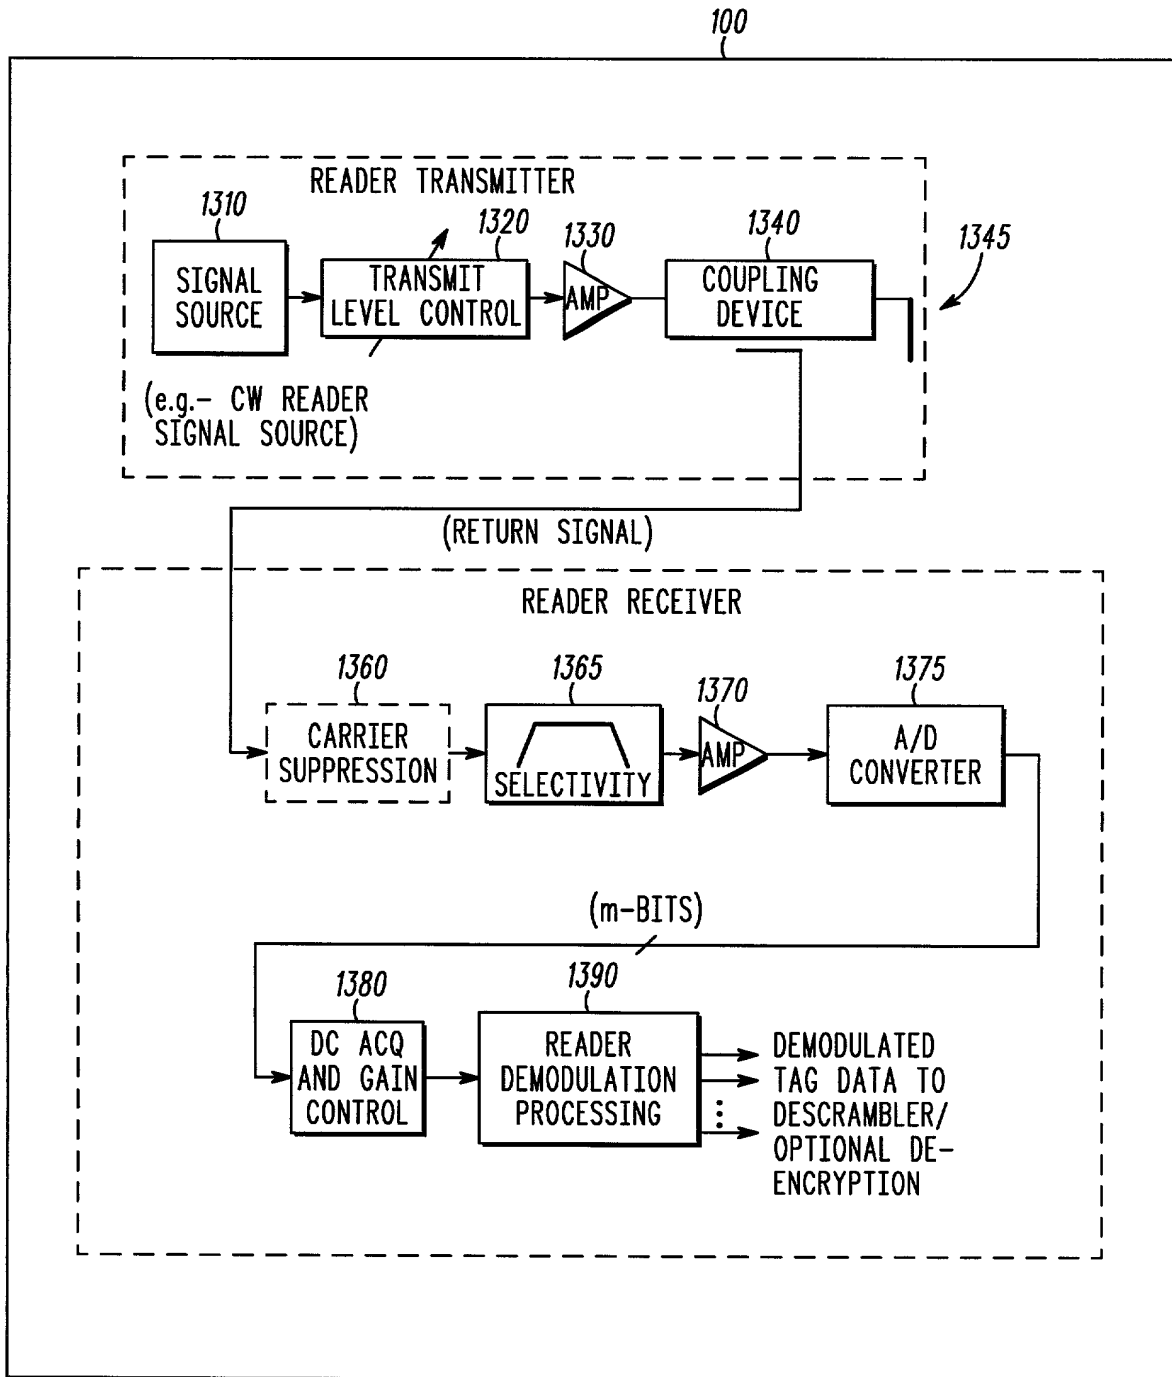 100
READER TRANSMITTER
1310
1320
1330
1340
1345
SIGNAL
SOURCE
TRANSMIT
LEVEL CONTROL
AMP
COUPLING
DEVICE
(e.g.- CW READER
SIGNAL SOURCE)
(RETURN SIGNAL)
READER RECEIVER
1360
1365
1370
1375
CARRIER
SUPPRESSION
SELECTIVITY
AMP
A/D
CONVERTER
(m-BITS)
1380
1390
DC ACQ
AND GAIN
CONTROL
READER
DEMODULATION
PROCESSING
DEMODULATED
TAG DATA TO
DESCRAMBLER/
OPTIONAL DE-
ENCRYPTION